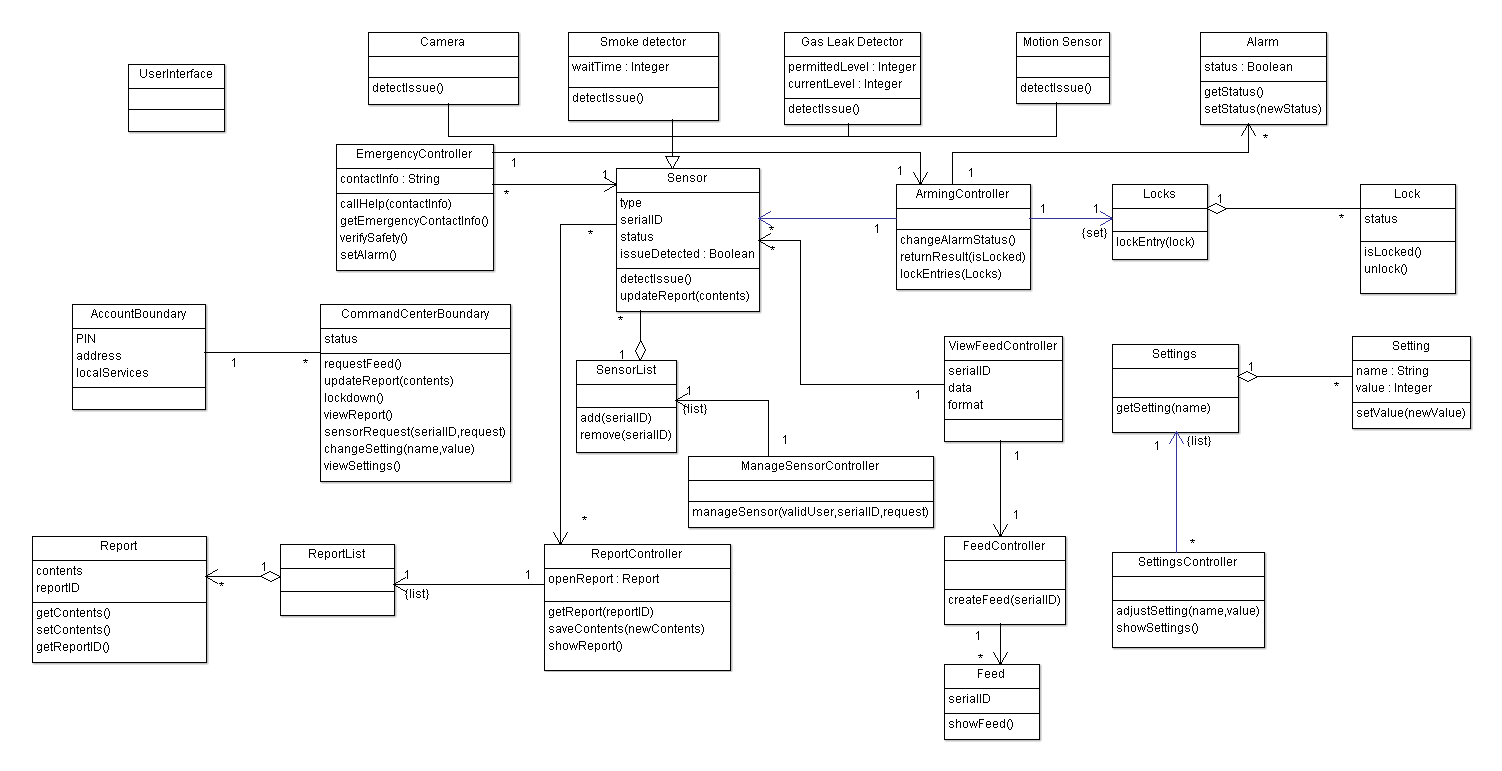 UserInterface
Camera
detectIssue()
Smoke detector
waitTime : Integer
detectIssue()
Gas Leak Detector
permittedLevel : Integer
currentLevel : Integer
detectIssue()
Motion Sensor
detectIssue()
Alarm
status : Boolean
getStatus()
setStatus(newStatus)
*
EmergencyController
contactInfo : String
callHelp(contactInfo)
getEmergencyContactInfo()
verifySafety()
setAlarm()
1
1
*
1
1
Sensor
type
serialID
status
issueDetected : Boolean
detectIssue()
updateReport(contents)
*
*
*
*
1
ArmingController
changeAlarmStatus()
returnResult(isLocked)
lockEntries(Locks)
1
1
{set}
Locks
lockEntry(lock)
1
*
Lock
status
isLocked()
unlock()
AccountBoundary
PIN
address
localServices
1
*
CommandCenterBoundary
status
requestFeed()
updateReport(contents)
lockdown()
viewReport()
sensorRequest(serialID,request)
changeSetting(name,value)
viewSettings()
1
SensorList
add(serialID)
remove(serialID)
1
{list}
1
ManageSensorController
manageSensor(validUser,serialID,request)
ViewFeedController
serialID
data
format
1
1
1
Settings
getSetting(name)
1
*
1
{list}
Setting
name : String
value : Integer
setValue(newValue)
*
SettingsController
adjustSetting(name,value)
showSettings()
Report
contents
reportID
getContents()
setContents()
getReportID()
*
1
ReportList
1
{list}
1
*
ReportController
openReport : Report
getReport(reportID)
saveContents(newContents)
showReport()
FeedController
createFeed(serialID)
1
*
Feed
serialID
showFeed()